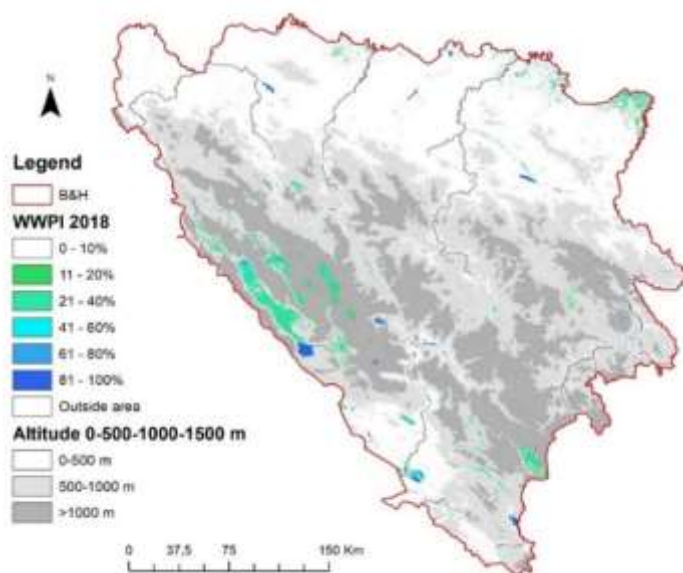 N
Legend
B&H
WWPI 2018
0 - 10%
11 - 20%
21 - 40%
41 - 60%
61 - 80%
81 - 100%
Outside area
Altitude 0-500-1000-1500 m
0-500 m
500-1000 m
>1000 m
0 37,5 75 150 Km